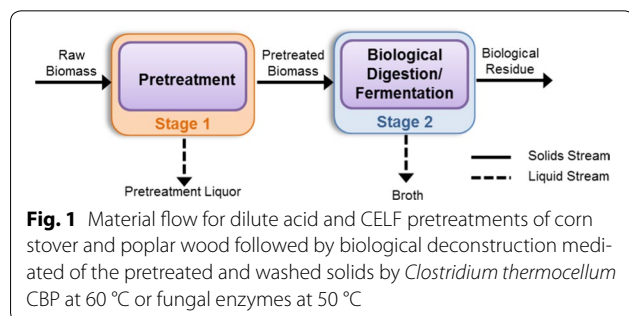 Raw
Biomass
Pretreatment
Stage 1
Pretreatment Liquor
Pretreated
Biomass
Biological
Digestion/
Fermentation
Stage 2
Broth
Biological
Residue
Solids Stream
Liquid Stream
Fig. 1 Material flow for dilute acid and CELF pretreatments of corn
stover and poplar wood followed by biological deconstruction medi-
ated of the pretreated and washed solids by Clostridium thermocellum
CBP at 60 °C or fungal enzymes at 50 °C